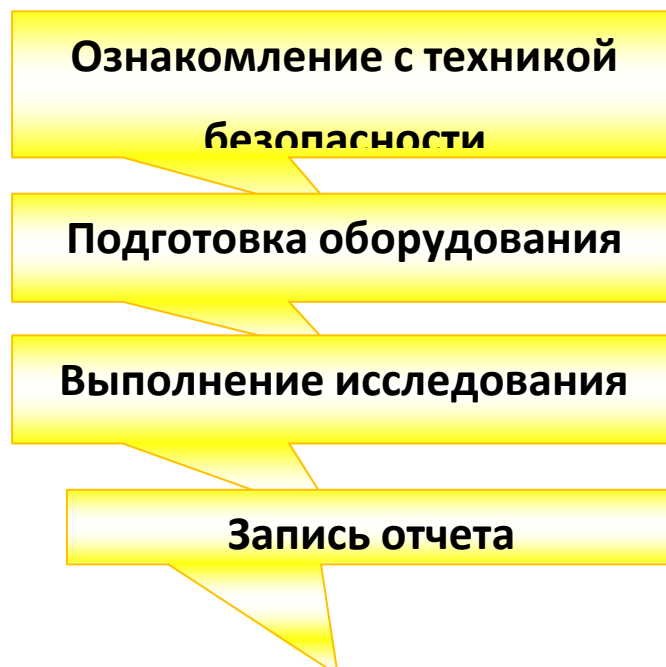 Ознакомление с техникой
безопасности
Подготовка оборудования
Выполнение исследования
Запись отчета